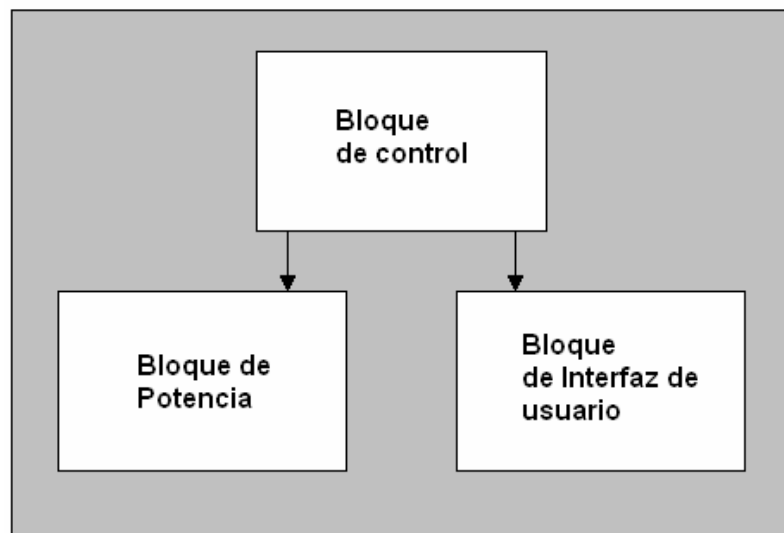 Bloque
de control
Bloque de
Potencia
Bloque
de Interfaz de
usuario